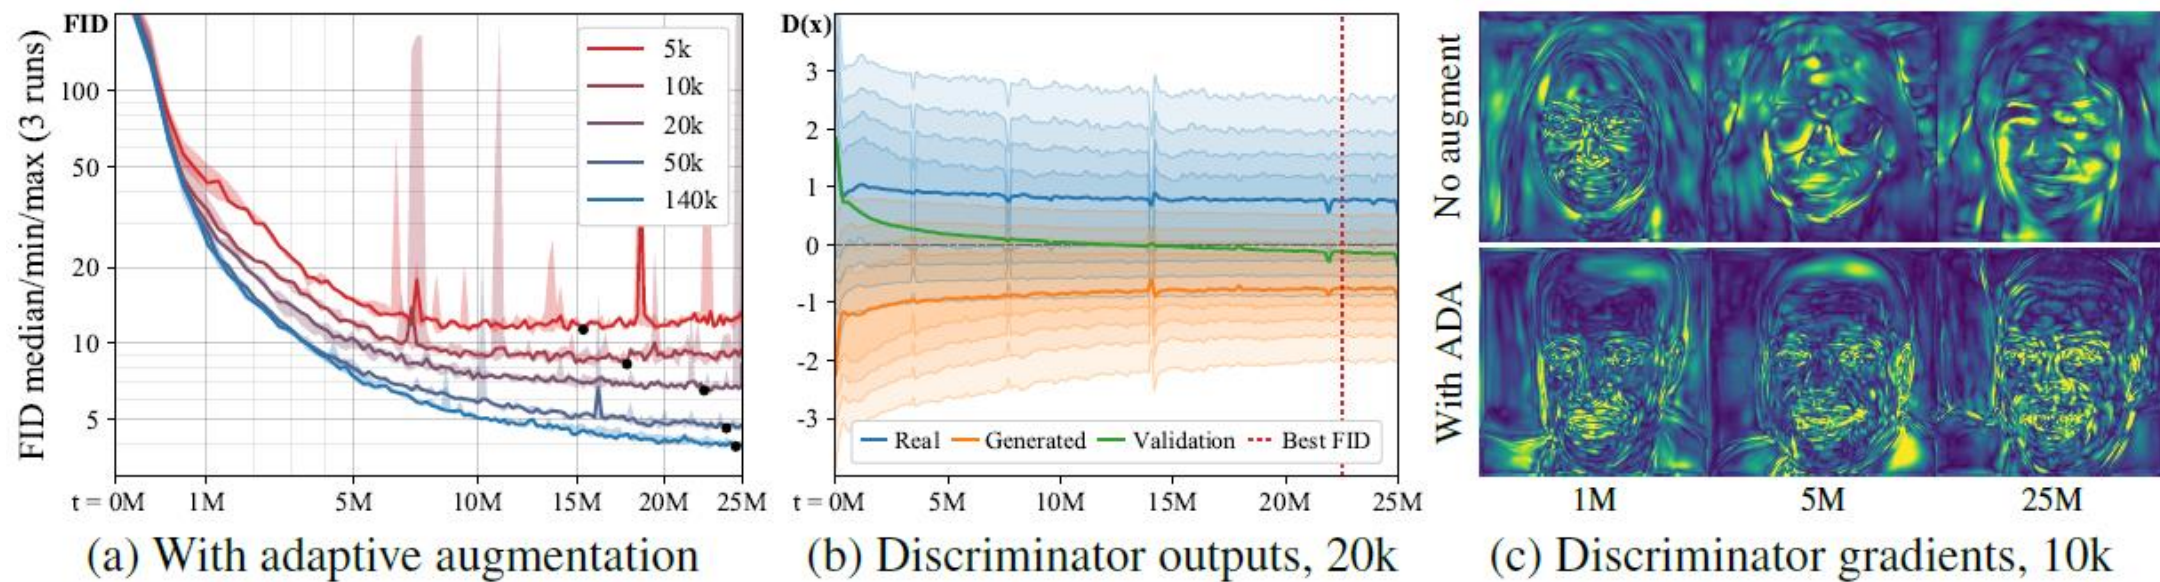 FID
100
50
20
10
5
FID median/min/max (3 runs)
5k
10k
20k
50k
140k
t = 0M 1M 5M 10M 15M 20M 25M
(a) With adaptive augmentation
D(x)
3
2
1
0
-1
-2
-3
Real Generated Validation Best FID
t = 0M 5M 10M 15M 20M 25M
(b) Discriminator outputs, 20k
No augment
With ADA
1M 5M 25M
(c) Discriminator gradients, 10k